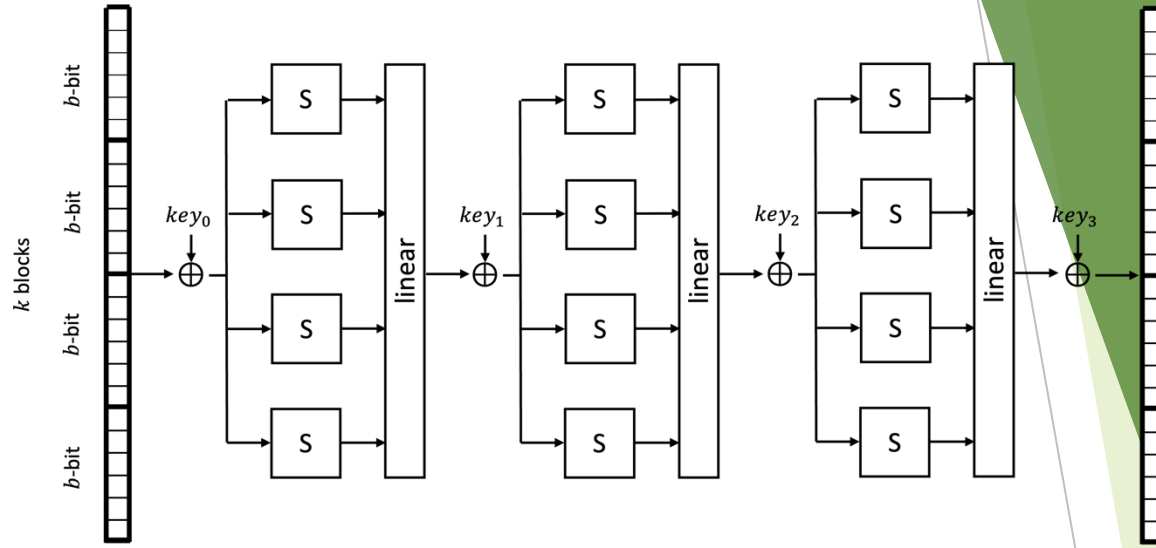 k blocks
b-bit
b-bit
b-bit
b-bit
key₀
S
S
S
S
linear
key₁
S
S
S
S
linear
key₂
S
S
S
S
linear
key₃